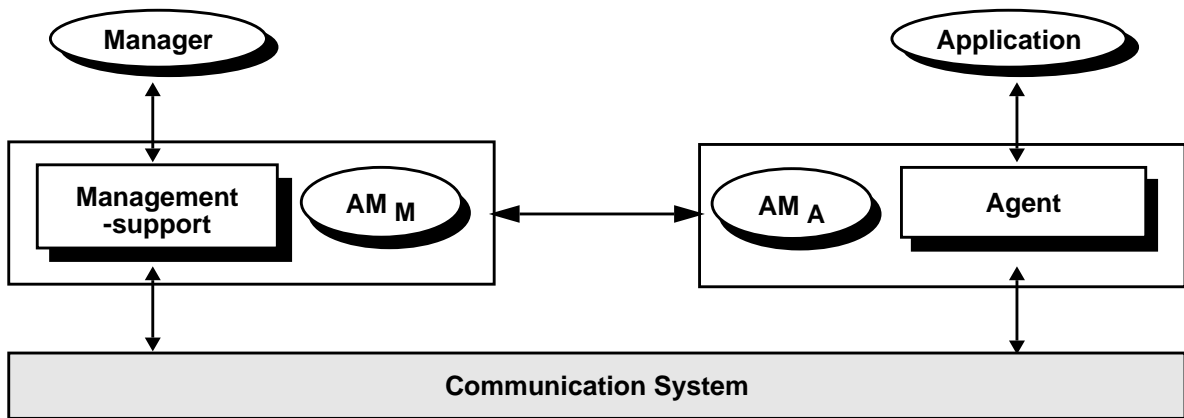 Manager
Application
Management
-support
AM M
AM A
Agent
Communication System